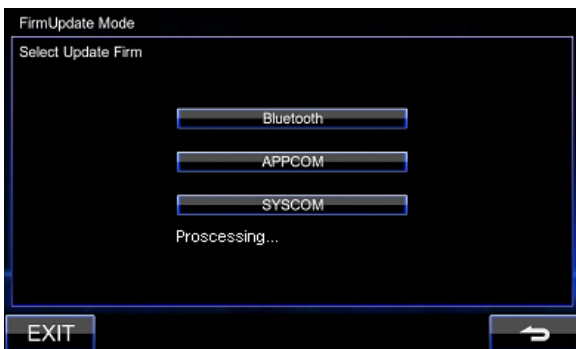 FirmUpdate Mode
Select Update Firm
Bluetooth
APPCOM
SYSCOM
Proscessing...
EXIT